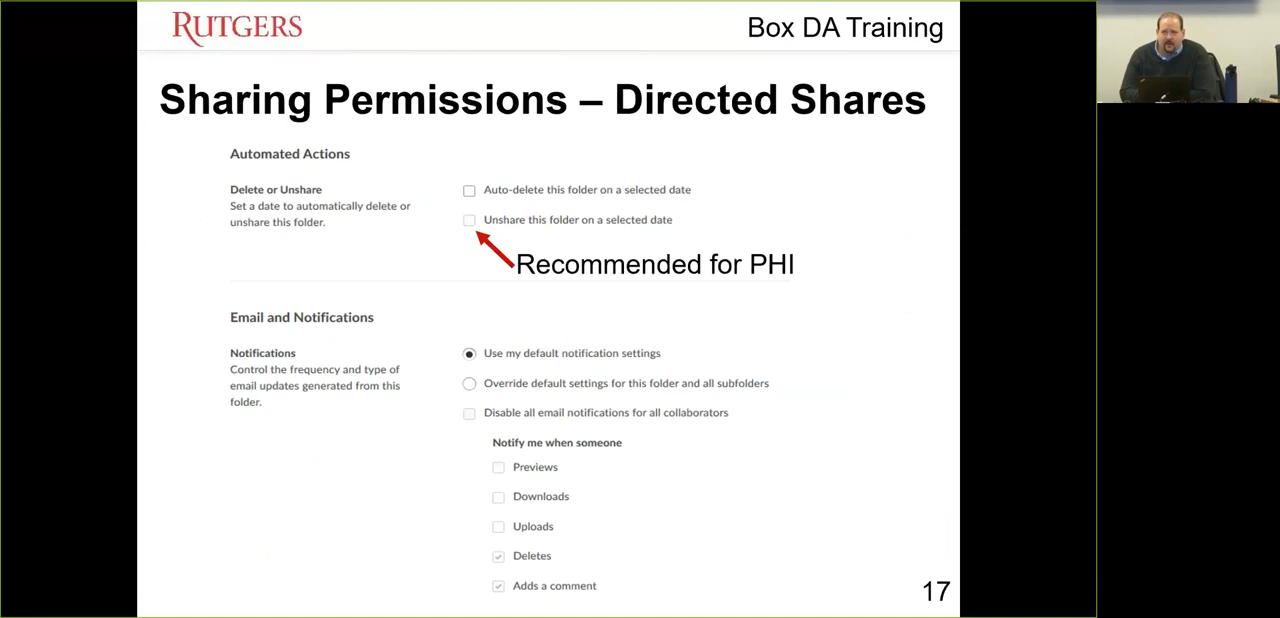 RUTGERS
Box DA Training
Sharing Permissions – Directed Shares
Automated Actions
Delete or Unshare
Set a date to automatically delete or
unshare this folder.
Auto-delete this folder on a selected date
Unshare this folder on a selected date
Recommended for PHI
Email and Notifications
Notifications
Control the frequency and type of
email updates generated from this
folder.
Use my default notification settings
Override default settings for this folder and all subfolders
Disable all email notifications for all collaborators
Notify me when someone
Previews
Downloads
Uploads
Deletes
Adds a comment
17